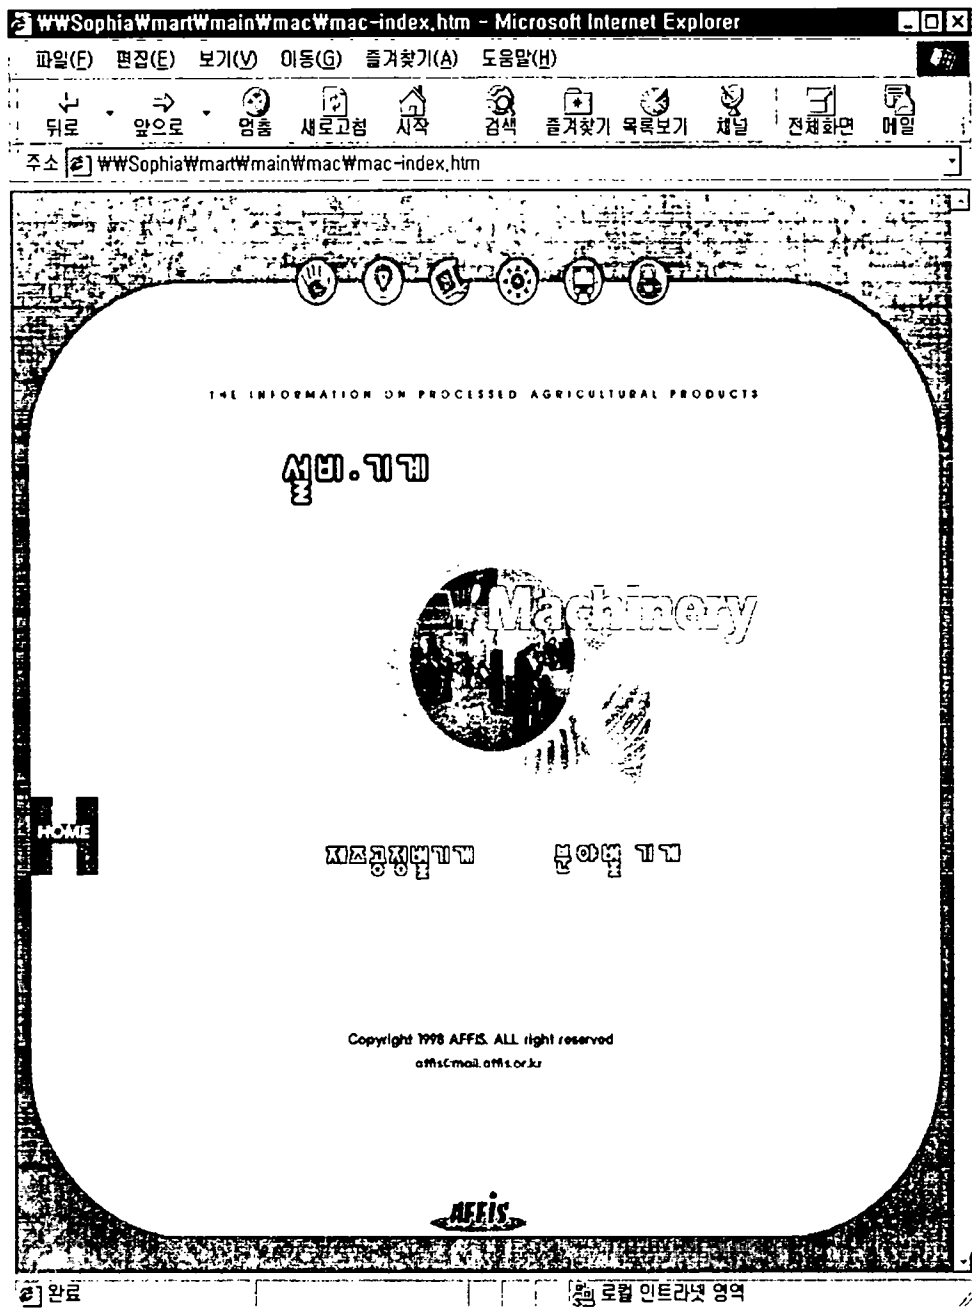 ₩₩Sophia₩mart₩main₩mac₩mac-index.htm - Microsoft Internet Explorer
파일(F) 편집(E) 보기(V) 이동(G) 즐겨찾기(A) 도움말(H)
뒤로 앞으로 멈춤 새로고침 시작 검색 즐겨찾기 목록보기 채널 전체화면 메일
주소 ₩₩Sophia₩mart₩main₩mac₩mac-index.htm
THE INFORMATION ON PROCESSED AGRICULTURAL PRODUCTS
설비·기계
Machinery
HOME
제조공정별기계 분야별 기계
Copyright 1998 AFFIS. ALL right reserved
affis@mail.affis.or.kr
AFFIS
완료 로컬 인트라넷 영역